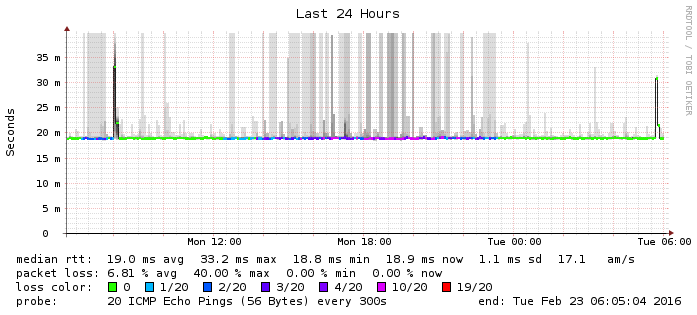 Last 24 Hours
RRDTOOL / TOBI OETIKER
Seconds
35 m
30 m
25 m
20 m
15 m
10 m
5 m
0
Mon 12:00 Mon 18:00 Tue 00:00 Tue 06:00
median rtt: 19.0 ms avg 33.2 ms max 18.8 ms min 18.9 ms now 1.1 ms sd 17.1 am/s
packet loss: 6.81 % avg 40.00 % max 0.00 % min 0.00 % now
loss color: 0 1/20 2/20 3/20 4/20 10/20 19/20
probe: 20 ICMP Echo Pings (56 Bytes) every 300s end: Tue Feb 23 06:05:04 2016